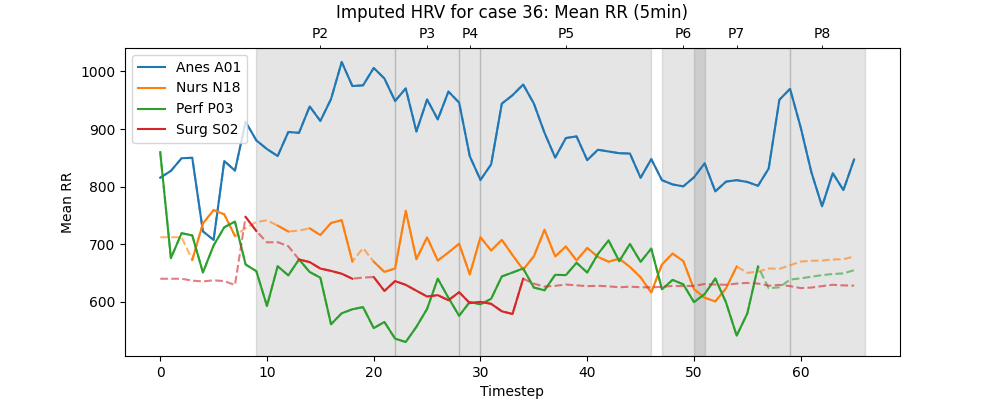 Imputed HRV for case 36: Mean RR (5min)
P2 P3 P4 P5 P6 P7 P8
Anes A01
Nurs N18
Perf P03
Surg S02
1000
900
800
700
600
Mean RR
0 10 20 30 40 50 60
Timestep